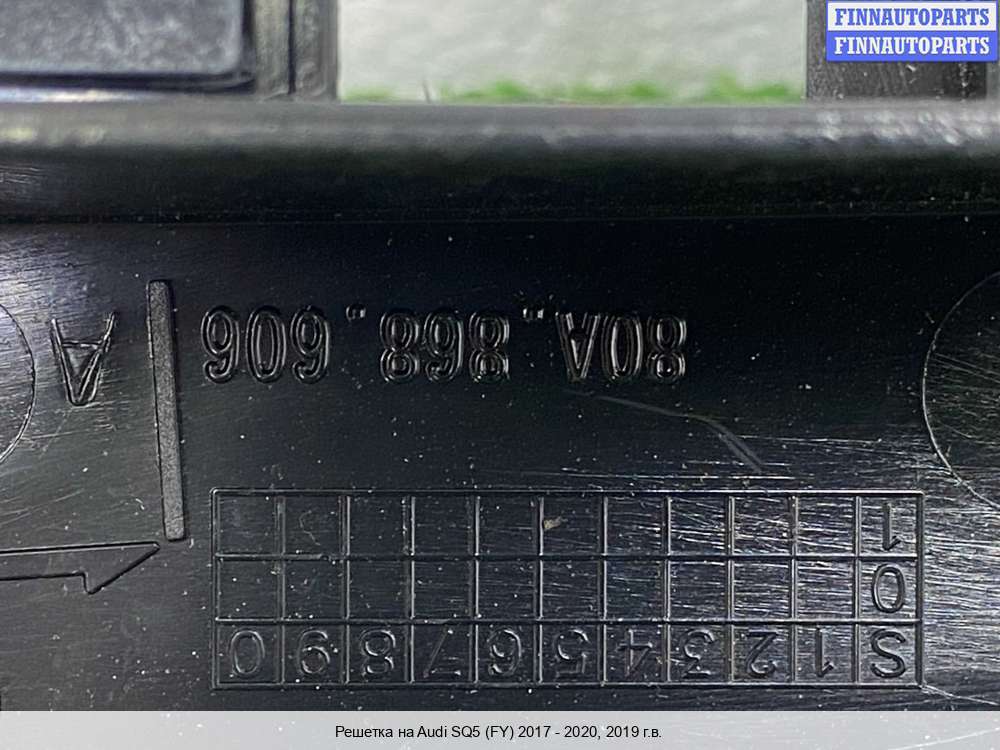 FINNAUTOPARTS
FINNAUTOPARTS
80A.868.606 A
S 1 2 3 4 5 6 7 8 9 0
0
1
Решетка на Audi SQ5 (FY) 2017 - 2020, 2019 г.в.